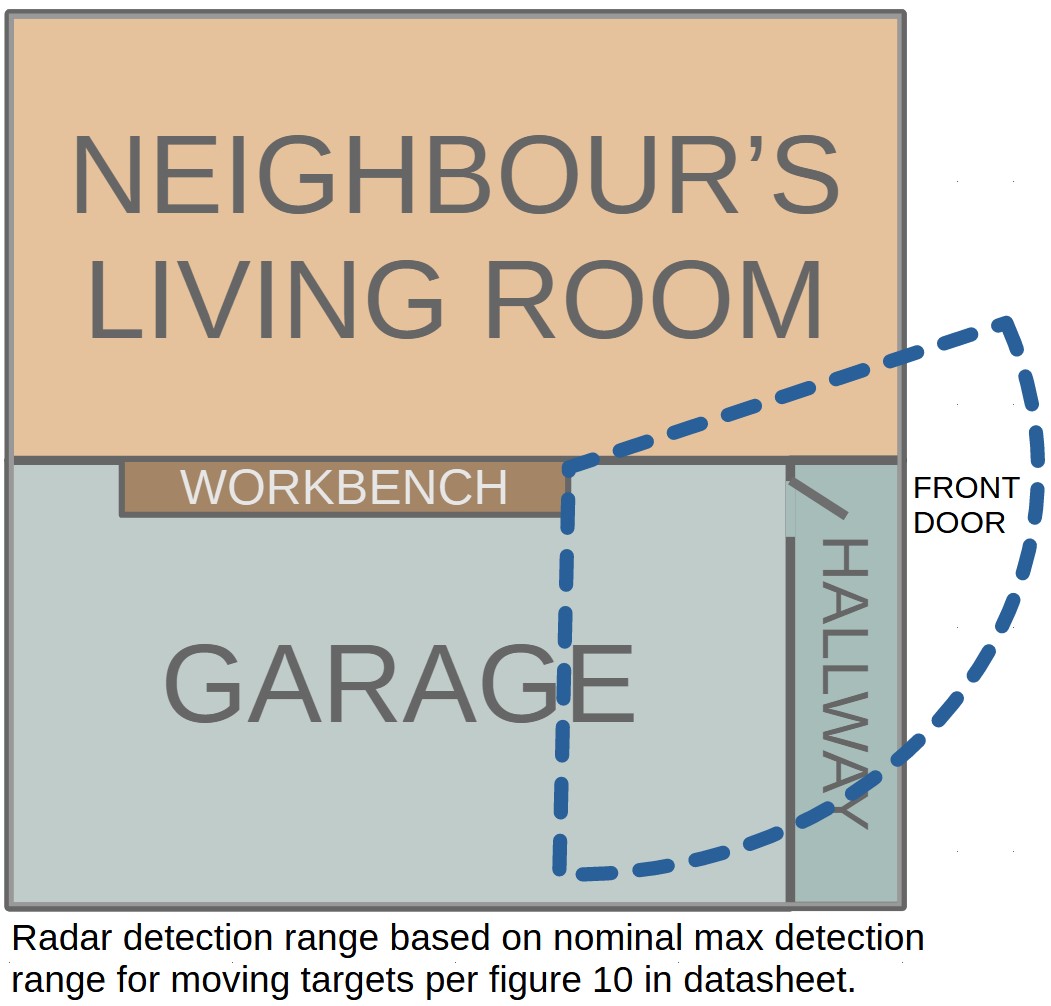 NEIGHBOUR’S
LIVING ROOM
WORKBENCH
FRONT
DOOR
HALLWAY
GARAGE
Radar detection range based on nominal max detection
range for moving targets per figure 10 in datasheet.